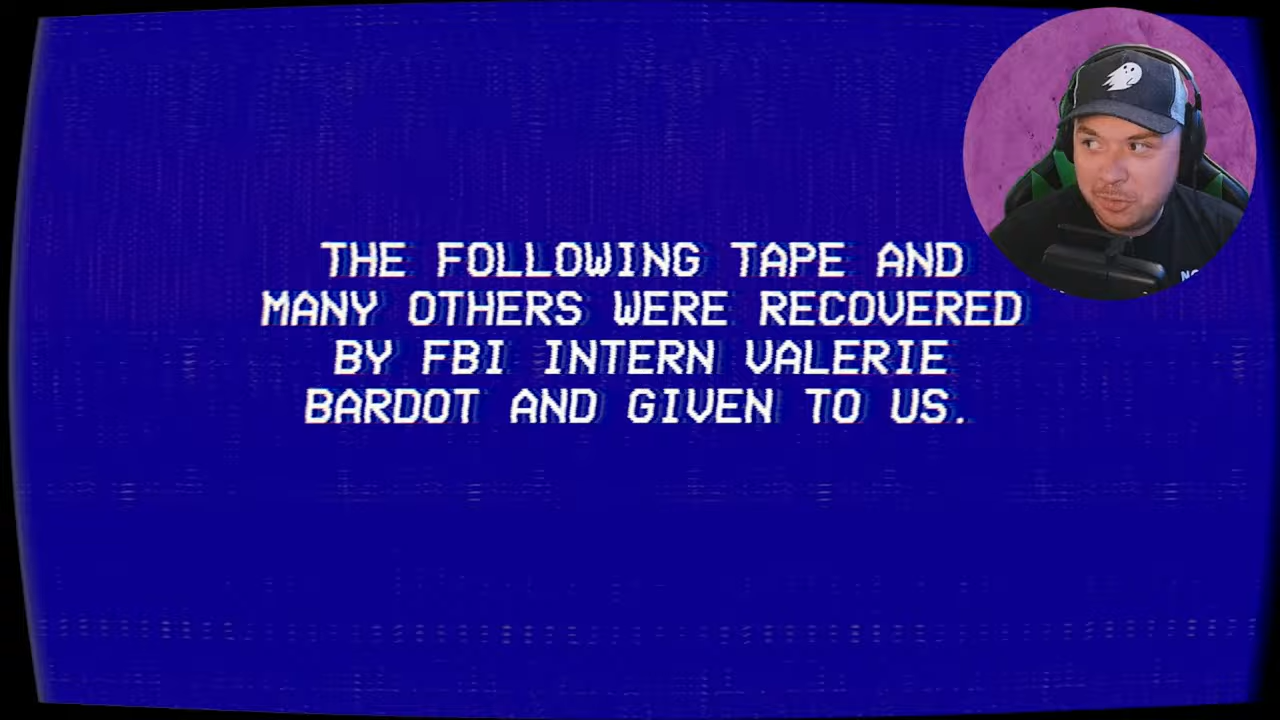 THE FOLLOWING TAPE AND
MANY OTHERS WERE RECOVERED
BY FBI INTERN VALERIE
BARDOT AND GIVEN TO US.